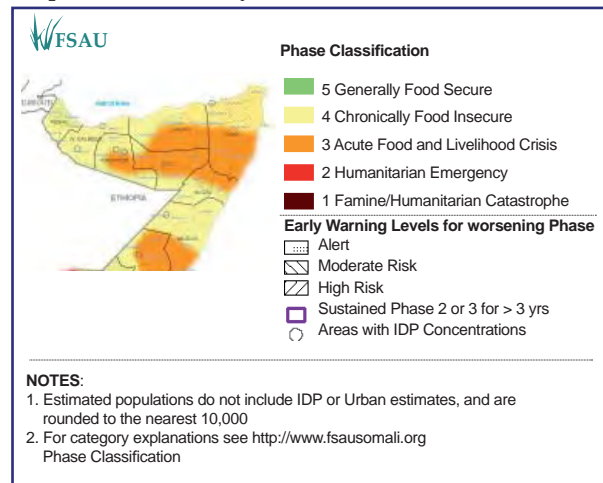 FSAU
Phase Classification
5 Generally Food Secure
4 Chronically Food Insecure
3 Acute Food and Livelihood Crisis
2 Humanitarian Emergency
1 Famine/Humanitarian Catastrophe
ETHIOPIA
Early Warning Levels for worsening Phase
Alert
Moderate Risk
High Risk
Sustained Phase 2 or 3 for > 3 yrs
Areas with IDP Concentrations
NOTES:
1. Estimated populations do not include IDP or Urban estimates, and are
rounded to the nearest 10,000
2. For category explanations see http://www.fsausomali.org
Phase Classification